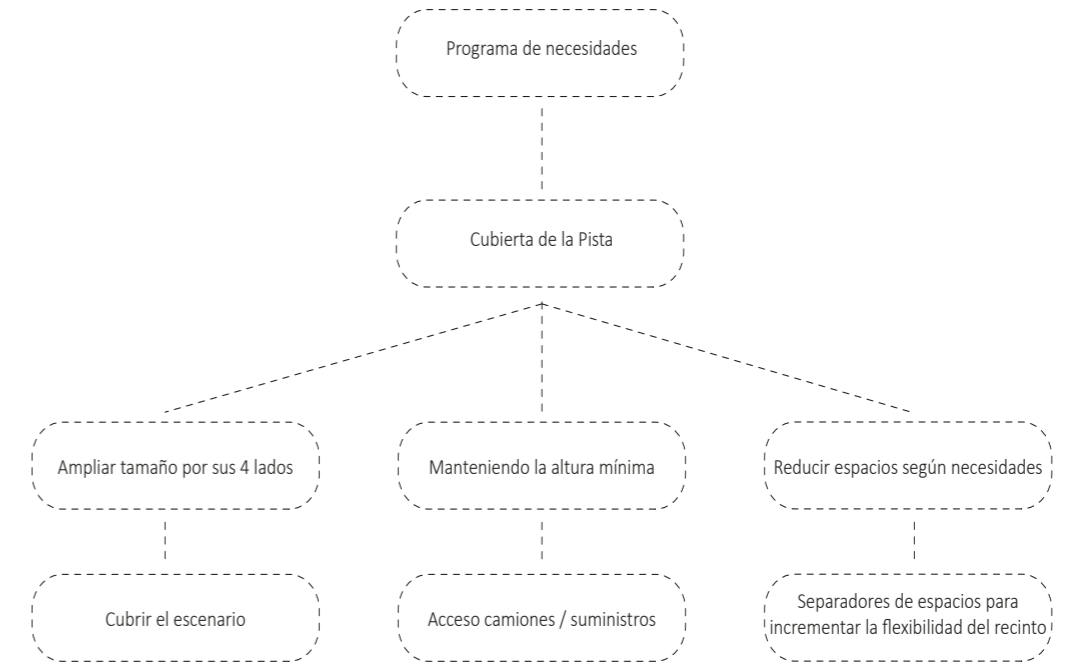 Programa de necesidades
Cubierta de la Pista
Ampliar tamaño por sus 4 lados
Manteniendo la altura mínima
Reducir espacios según necesidades
Cubrir el escenario
Acceso camiones / suministros
Separadores de espacios para
incrementar la flexibilidad del recinto